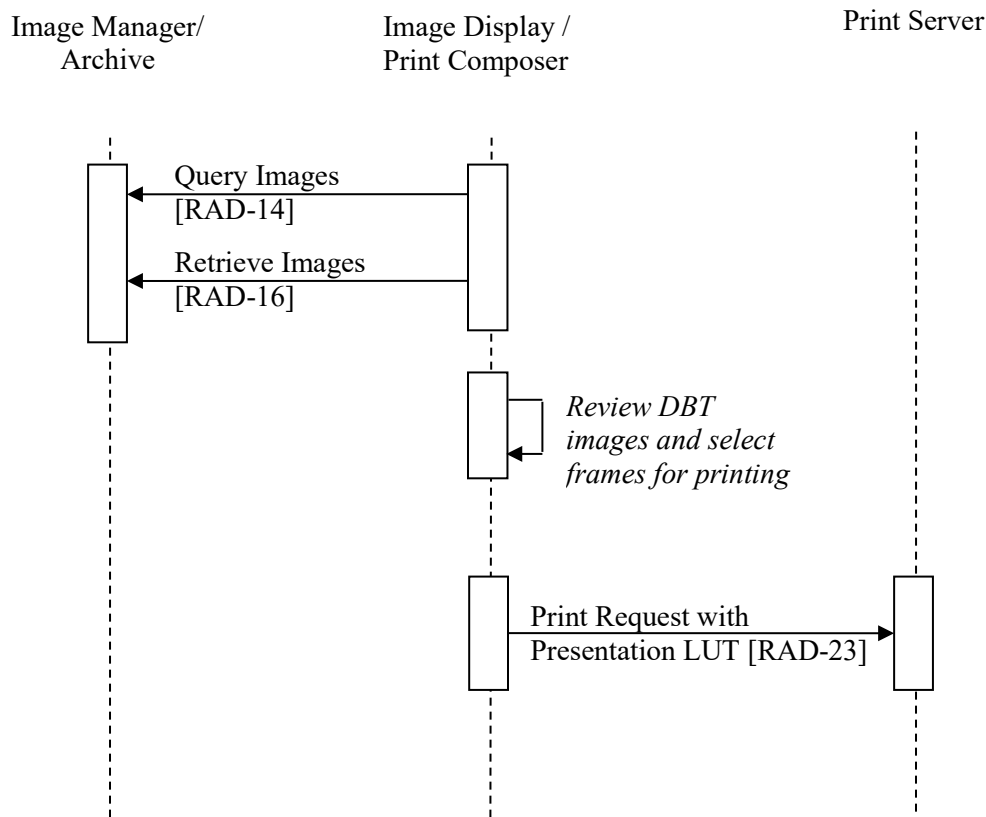 Image Manager/
Archive
Image Display /
Print Composer
Print Server
Query Images
[RAD-14]
Retrieve Images
[RAD-16]
Review DBT
images and select
frames for printing
Print Request with
Presentation LUT [RAD-23]